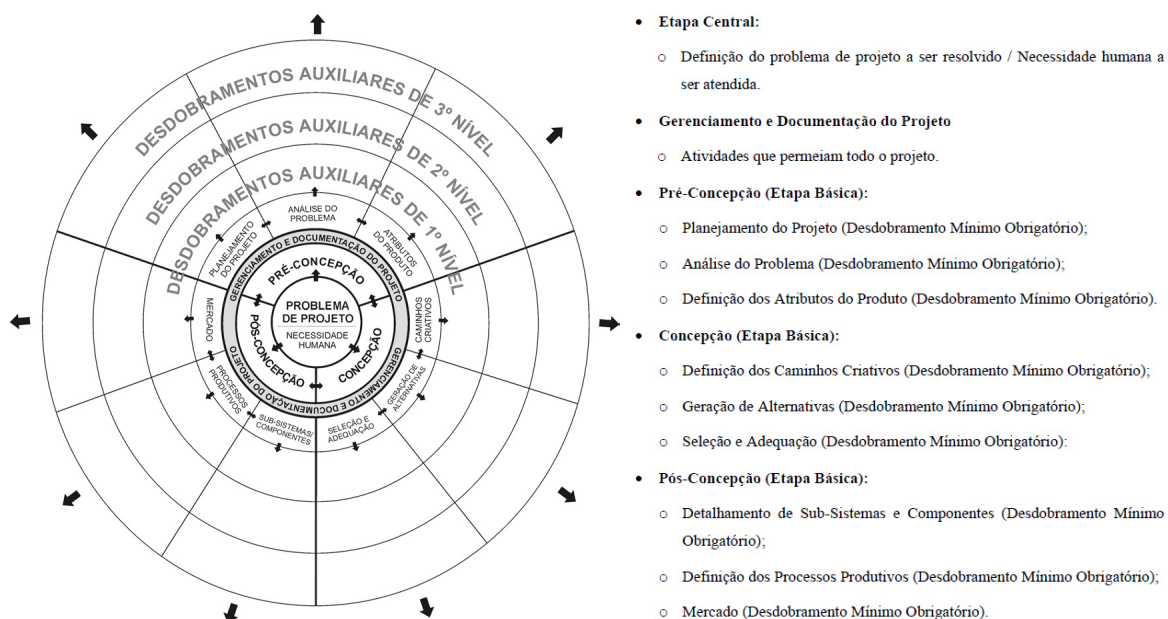 DESDOBRAMENTOS AUXILIARES DE 3º NÍVEL
DESDOBRAMENTOS AUXILIARES DE 2º NÍVEL
DESDOBRAMENTOS AUXILIARES DE 1º NÍVEL
PLANEJAMENTO
DO PROJETO
ANÁLISE DO
PROBLEMA
ATRIBUTOS
DO PRODUTO
CAMINHOS
CRIATIVOS
GERAÇÃO DE
ALTERNATIVAS
SELEÇÃO E
ADEQUAÇÃO
SUB-SISTEMAS/
COMPONENTES
PROCESSOS
PRODUTIVOS
MERCADO
GERENCIAMENTO E DOCUMENTAÇÃO DO PROJETO
GERENCIAMENTO E DOCUMENTAÇÃO DO PROJETO
PRÉ-CONCEPÇÃO
CONCEPÇÃO
PÓS-CONCEPÇÃO
PROBLEMA
DE PROJETO
NECESSIDADE
HUMANA
• Etapa Central:
o Definição do problema de projeto a ser resolvido / Necessidade humana a
ser atendida.
• Gerenciamento e Documentação do Projeto
o Atividades que permeiam todo o projeto.
• Pré-Concepção (Etapa Básica):
o Planejamento do Projeto (Desdobramento Mínimo Obrigatório);
o Análise do Problema (Desdobramento Mínimo Obrigatório);
o Definição dos Atributos do Produto (Desdobramento Mínimo Obrigatório).
• Concepção (Etapa Básica):
o Definição dos Caminhos Criativos (Desdobramento Mínimo Obrigatório);
o Geração de Alternativas (Desdobramento Mínimo Obrigatório);
o Seleção e Adequação (Desdobramento Mínimo Obrigatório):
• Pós-Concepção (Etapa Básica):
o Detalhamento de Sub-Sistemas e Componentes (Desdobramento Mínimo
Obrigatório);
o Definição dos Processos Produtivos (Desdobramento Mínimo Obrigatório);
o Mercado (Desdobramento Mínimo Obrigatório).